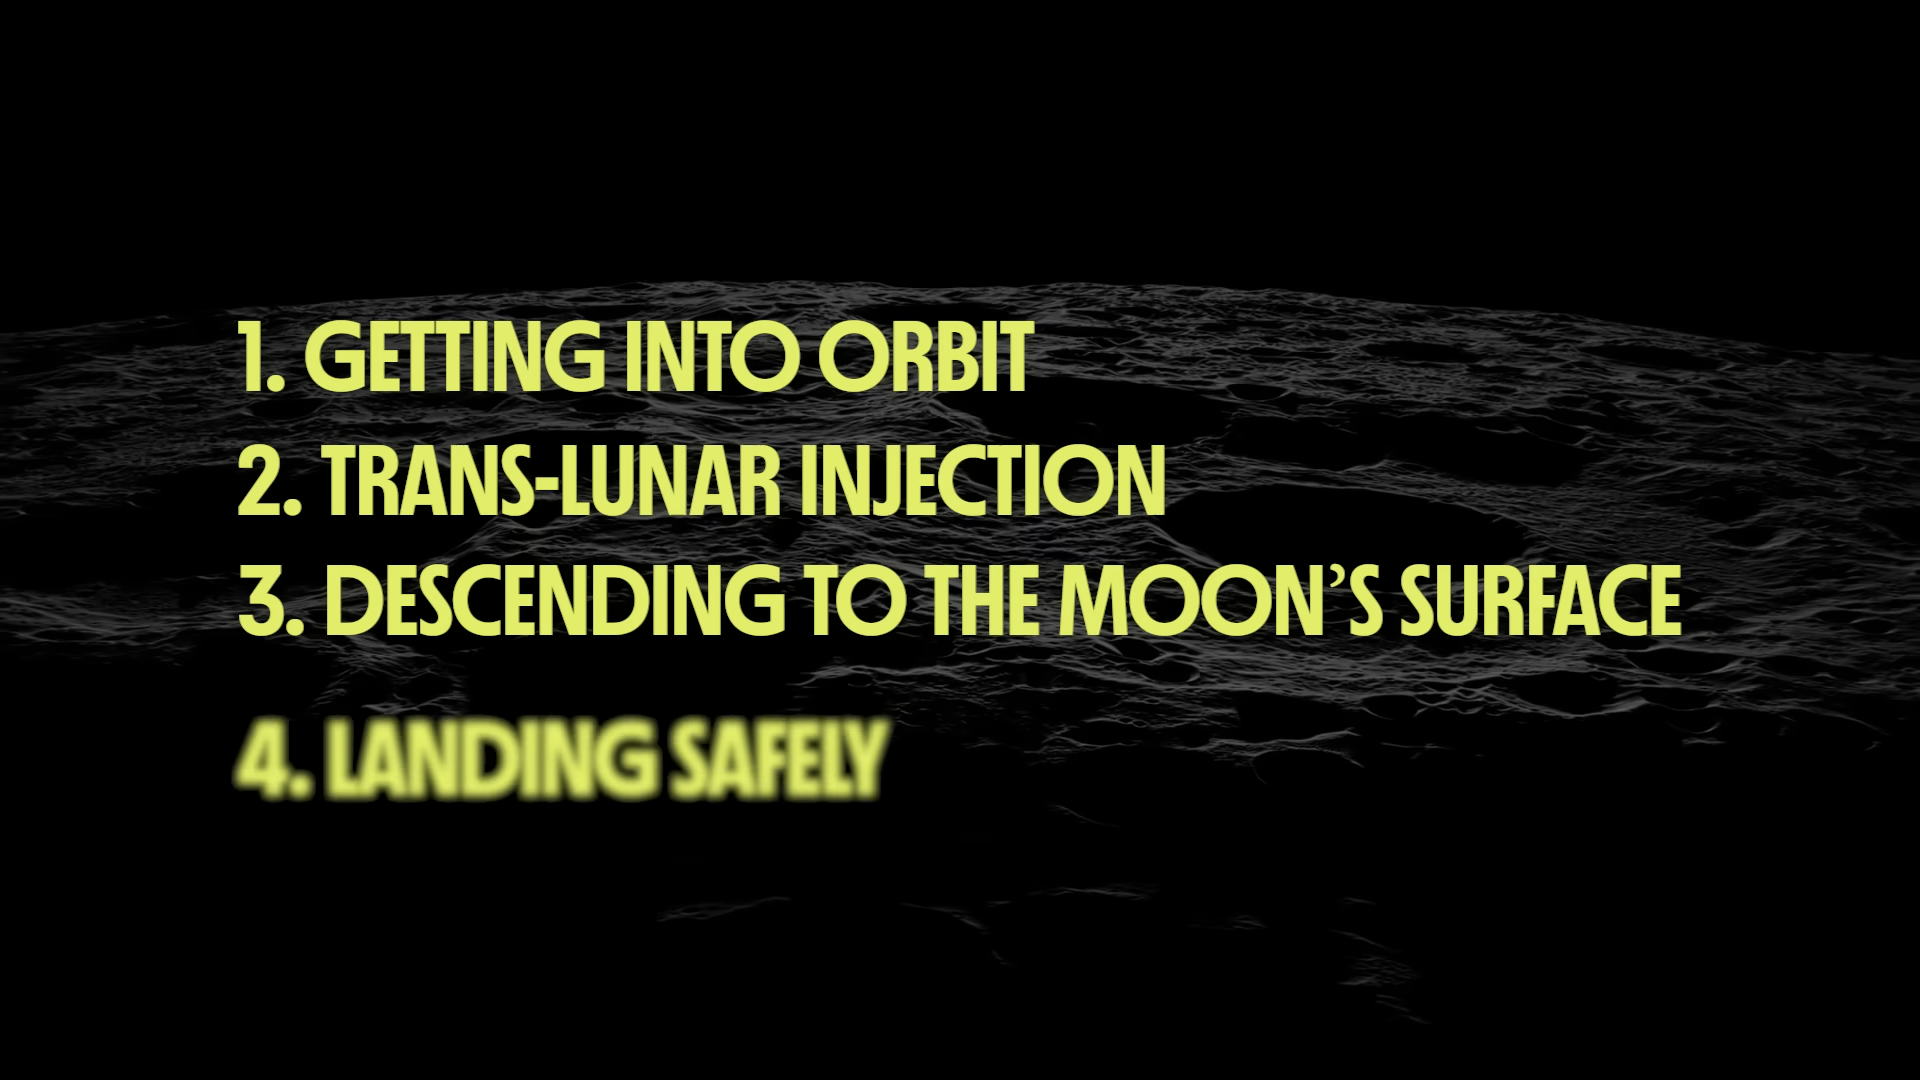 1. GETTING INTO ORBIT
2. TRANS-LUNAR INJECTION
3. DESCENDING TO THE MOON’S SURFACE
4. LANDING SAFELY